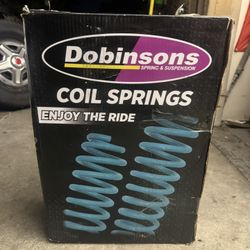 Dobinsons
SPRING & SUSPENSION
COIL SPRINGS
ENJOY THE RIDE